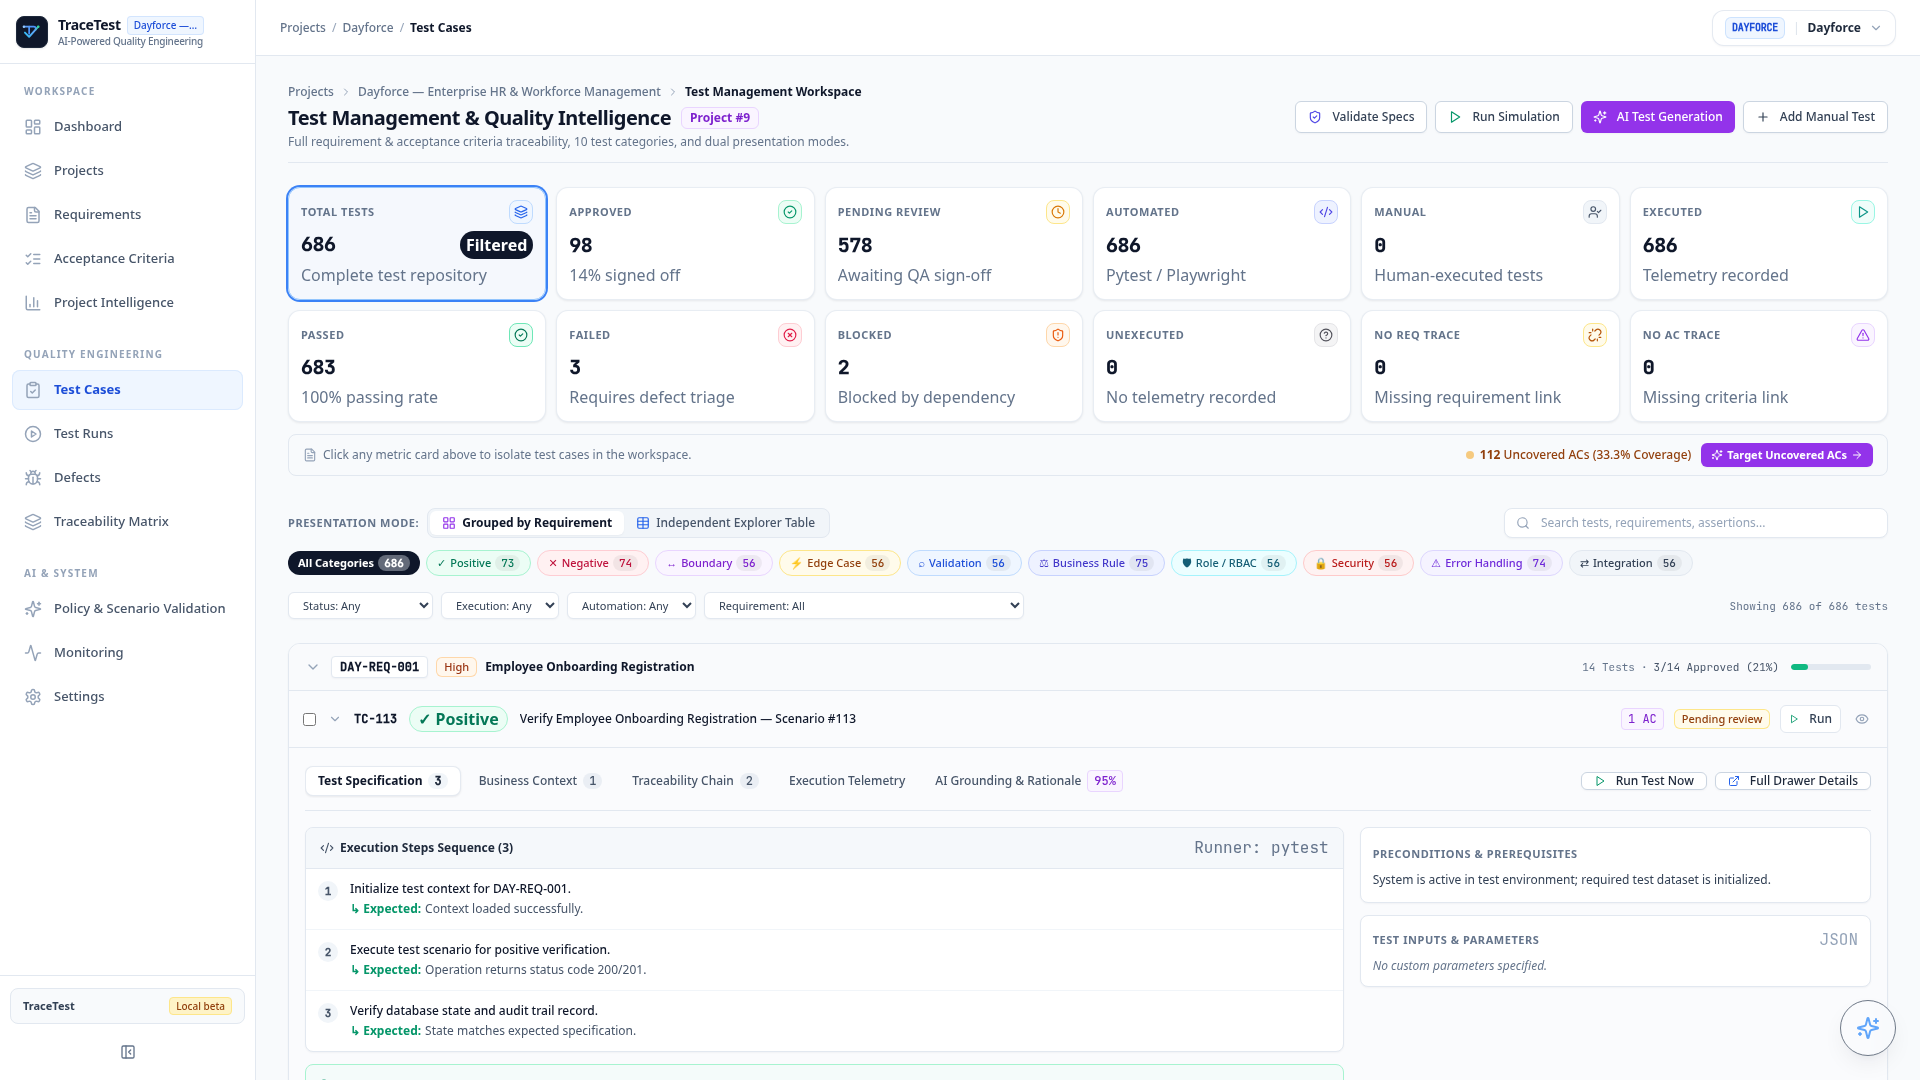 TraceTest
Dayforce —...
AI-Powered Quality Engineering
WORKSPACE
Dashboard
Projects
Requirements
Acceptance Criteria
Project Intelligence
QUALITY ENGINEERING
Test Cases
Test Runs
Defects
Traceability Matrix
AI & SYSTEM
Policy & Scenario Validation
Monitoring
Settings
TraceTest
Local beta
Projects / Dayforce / Test Cases
DAYFORCE
Dayforce
Projects > Dayforce — Enterprise HR & Workforce Management > Test Management Workspace
Test Management & Quality Intelligence
Project #9
Full requirement & acceptance criteria traceability, 10 test categories, and dual presentation modes.
Validate Specs
Run Simulation
AI Test Generation
Add Manual Test
TOTAL TESTS
686
Filtered
Complete test repository
APPROVED
98
14% signed off
PENDING REVIEW
578
Awaiting QA sign-off
AUTOMATED
686
Pytest / Playwright
MANUAL
0
Human-executed tests
EXECUTED
686
Telemetry recorded
PASSED
683
100% passing rate
FAILED
3
Requires defect triage
BLOCKED
2
Blocked by dependency
UNEXECUTED
0
No telemetry recorded
NO REQ TRACE
0
Missing requirement link
NO AC TRACE
0
Missing criteria link
Click any metric card above to isolate test cases in the workspace.
112 Uncovered ACs (33.3% Coverage)
Target Uncovered ACs →
PRESENTATION MODE:
Grouped by Requirement
Independent Explorer Table
Search tests, requirements, assertions...
All Categories 686
✓ Positive 73
✕ Negative 74
↔ Boundary 56
⚡ Edge Case 56
⌕ Validation 56
⚖ Business Rule 75
🛡 Role / RBAC 56
🔒 Security 56
⚠ Error Handling 74
⇄ Integration 56
Status: Any
Execution: Any
Automation: Any
Requirement: All
Showing 686 of 686 tests
DAY-REQ-001
High
Employee Onboarding Registration
14 Tests · 3/14 Approved (21%)
TC-113
✓ Positive
Verify Employee Onboarding Registration — Scenario #113
1 AC
Pending review
Run
Test Specification 3
Business Context 1
Traceability Chain 2
Execution Telemetry
AI Grounding & Rationale 95%
Run Test Now
Full Drawer Details
Execution Steps Sequence (3)
Runner: pytest
1
Initialize test context for DAY-REQ-001.
↳ Expected: Context loaded successfully.
2
Execute test scenario for positive verification.
↳ Expected: Operation returns status code 200/201.
3
Verify database state and audit trail record.
↳ Expected: State matches expected specification.
PRECONDITIONS & PREREQUISITES
System is active in test environment; required test dataset is initialized.
TEST INPUTS & PARAMETERS
JSON
No custom parameters specified.